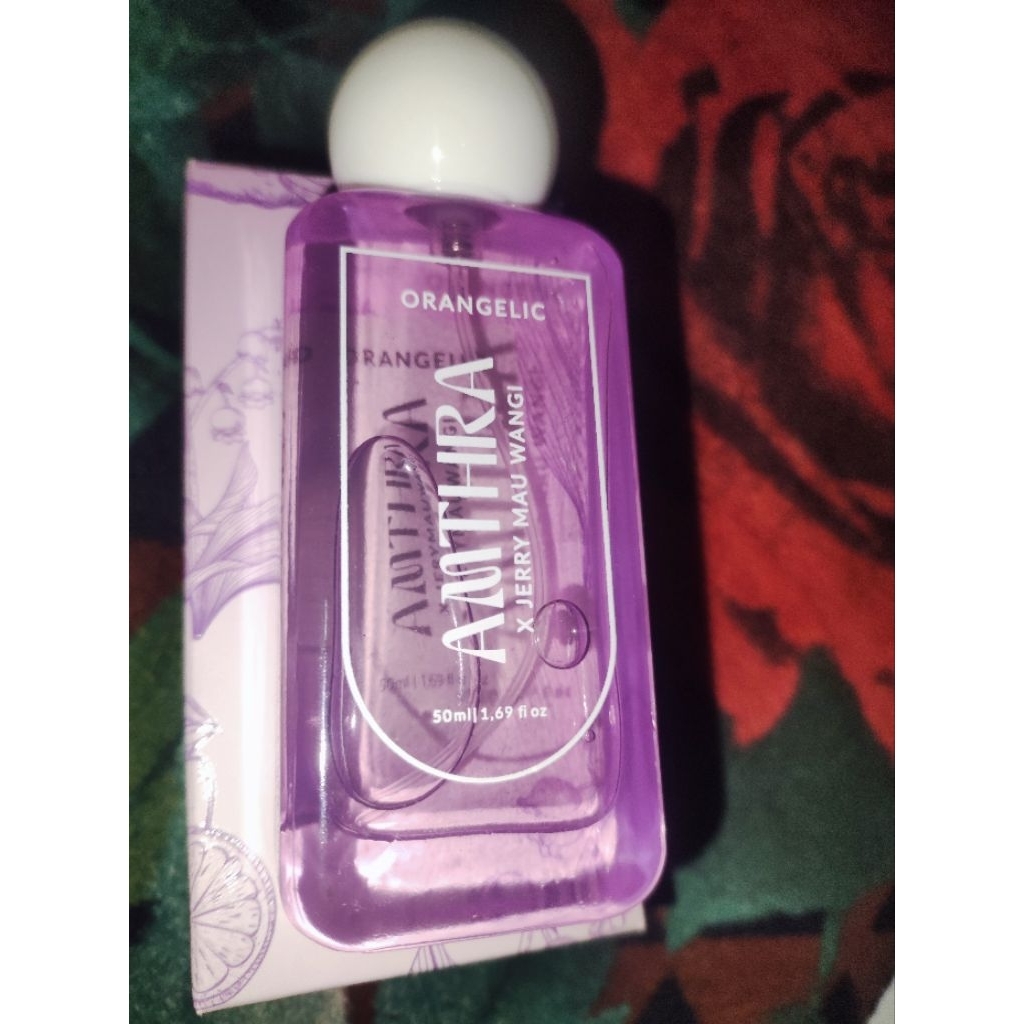 ORANGELIC
AMTHRA
X JERRY MAU WANGI
50ml|1,69 fl oz